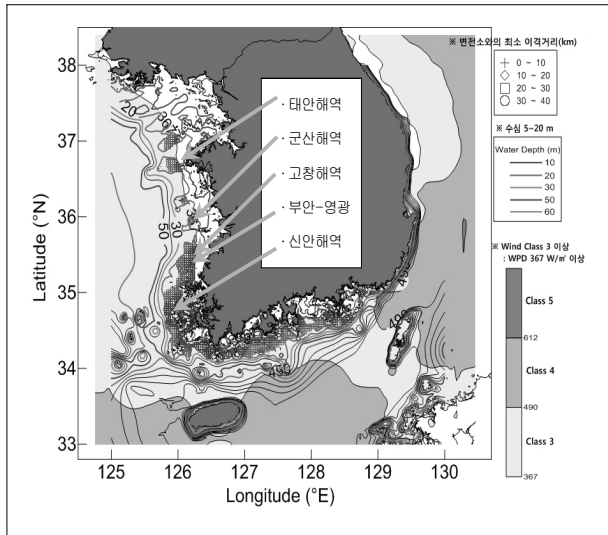 ※ 변전소와의 최소 이격거리(km)
0 ~ 10
10 ~ 20
20 ~ 30
30 ~ 40
※ 수심 5~20 m
Water Depth (m)
10
20
30
50
60
※ Wind Class 3 이상
: WPD 367 W/㎡ 이상
Class 5
612
Class 4
490
Class 3
367
· 태안해역
· 군산해역
· 고창해역
· 부안-영광
· 신안해역
20
30
50
30
Latitude (°N)
38
37
36
35
34
33
125 126 127 128 129 130
Longitude (°E)